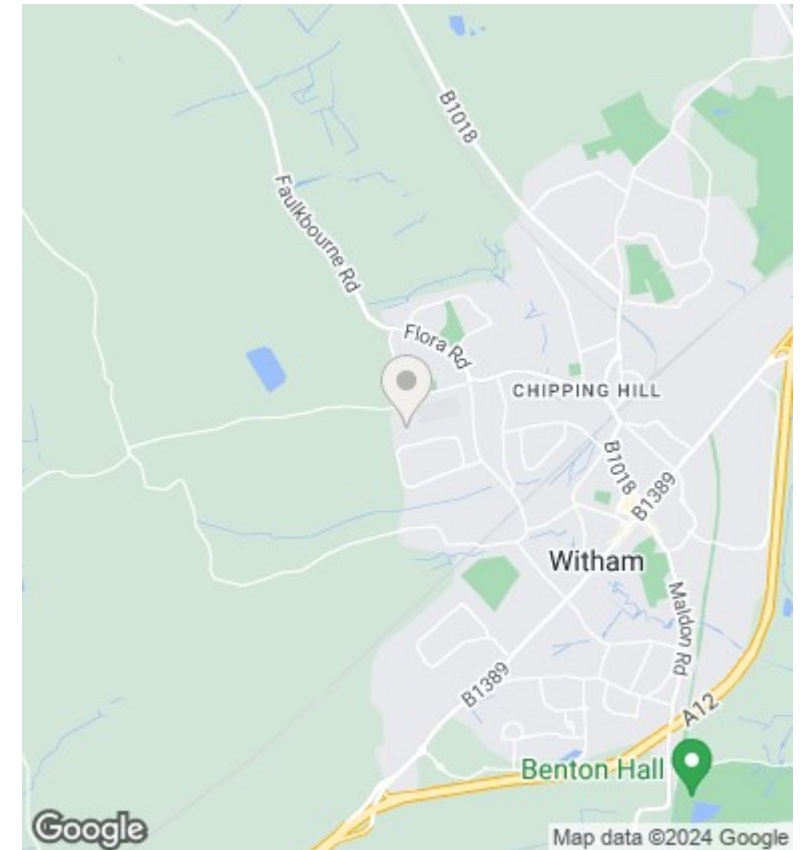 B1018
Faulkbourne Rd
Flora Rd
CHIPPING HILL
B1018
B1389
Witham
Maldon Rd
B1389
A12
Benton Hall
Google
Map data ©2024 Google